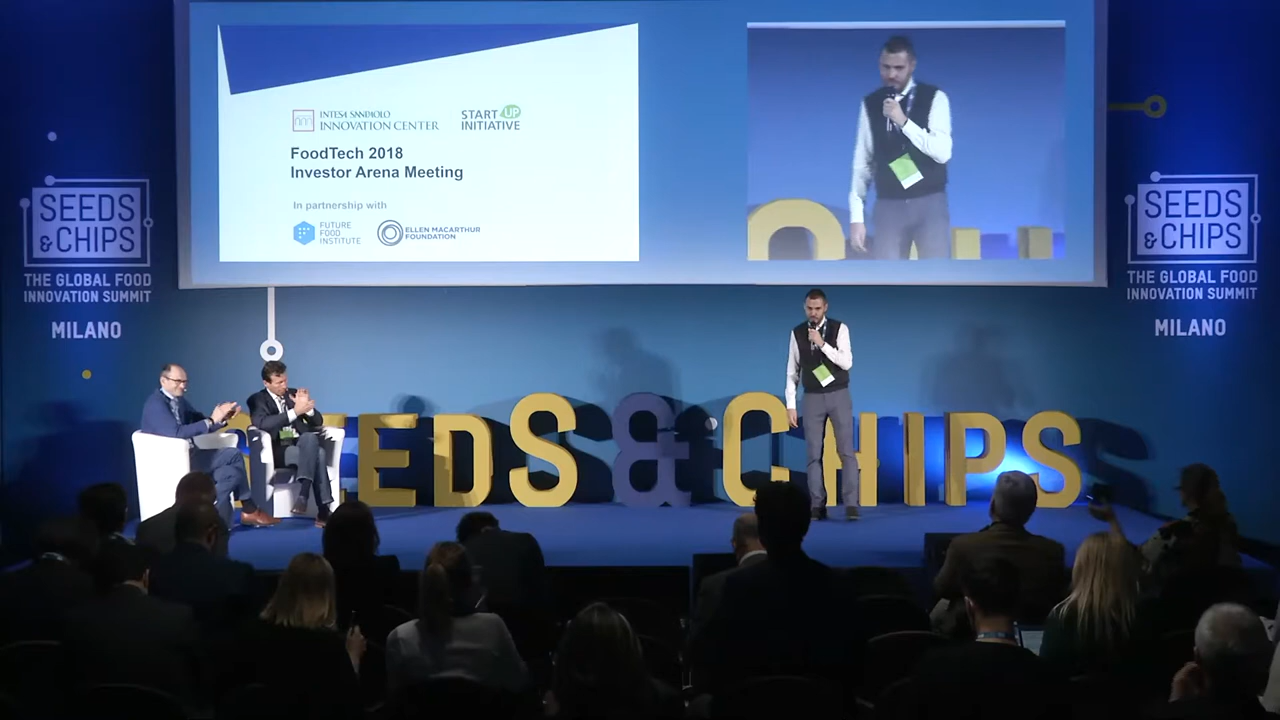 INTESA SANPAOLO
INNOVATION CENTER
START UP
INITIATIVE
FoodTech 2018
Investor Arena Meeting
In partnership with
FUTURE
FOOD
INSTITUTE
ELLEN MACARTHUR
FOUNDATION
SEEDS
&CHIPS
THE GLOBAL FOOD
INNOVATION SUMMIT
MILANO
SEEDS
&CHIPS
THE GLOBAL FOOD
INNOVATION SUMMIT
MILANO
SEEDS & CHIPS